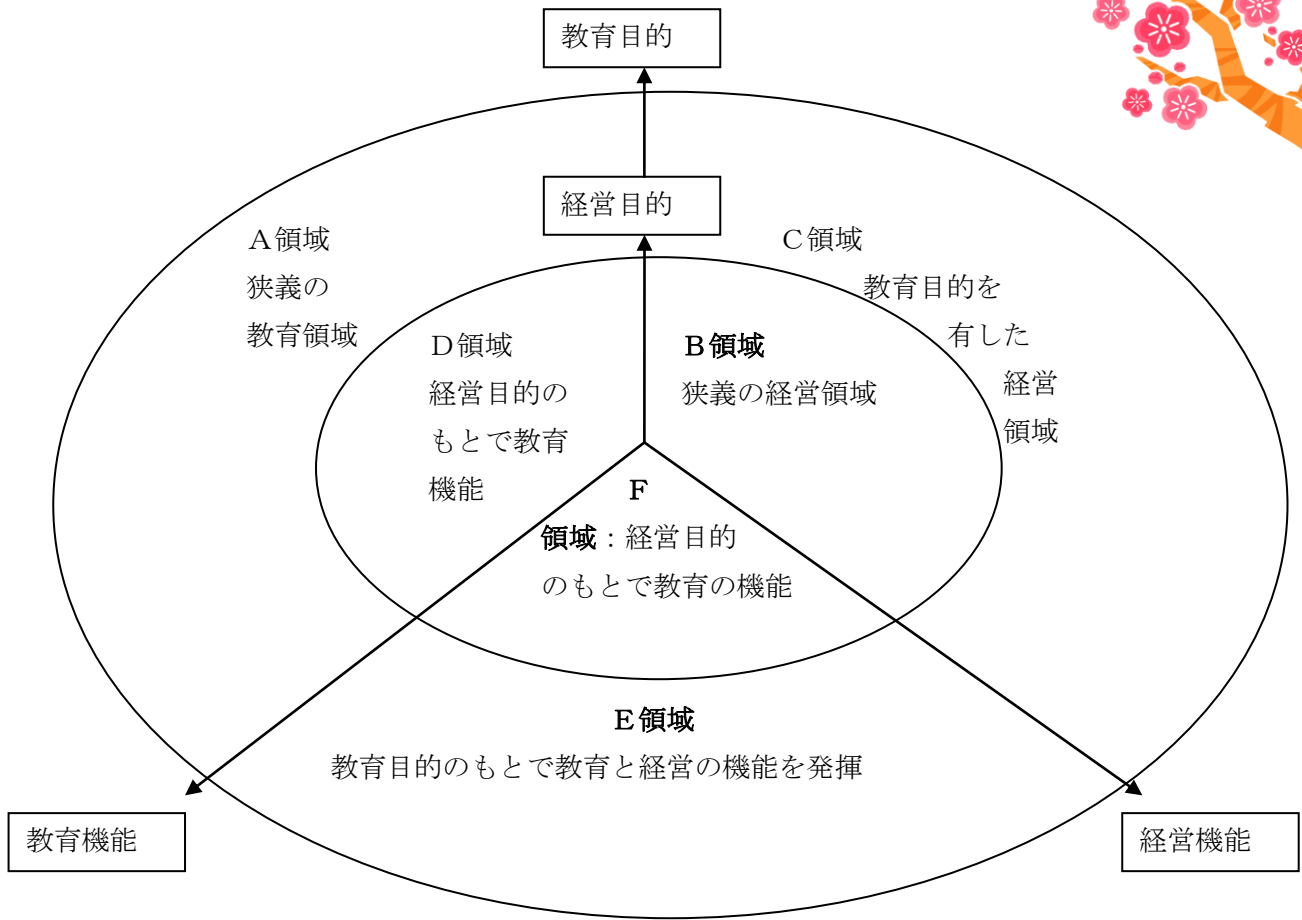 教育目的
経営目的
A領域
狭義の
教育領域
C領域
教育目的を
有した
経営
領域
D領域
経営目的の
もとで教育
機能
B領域
狭義の経営領域
F
領域：経営目的
のもとで教育の機能
E領域
教育目的のもとで教育と経営の機能を発揮
教育機能
経営機能